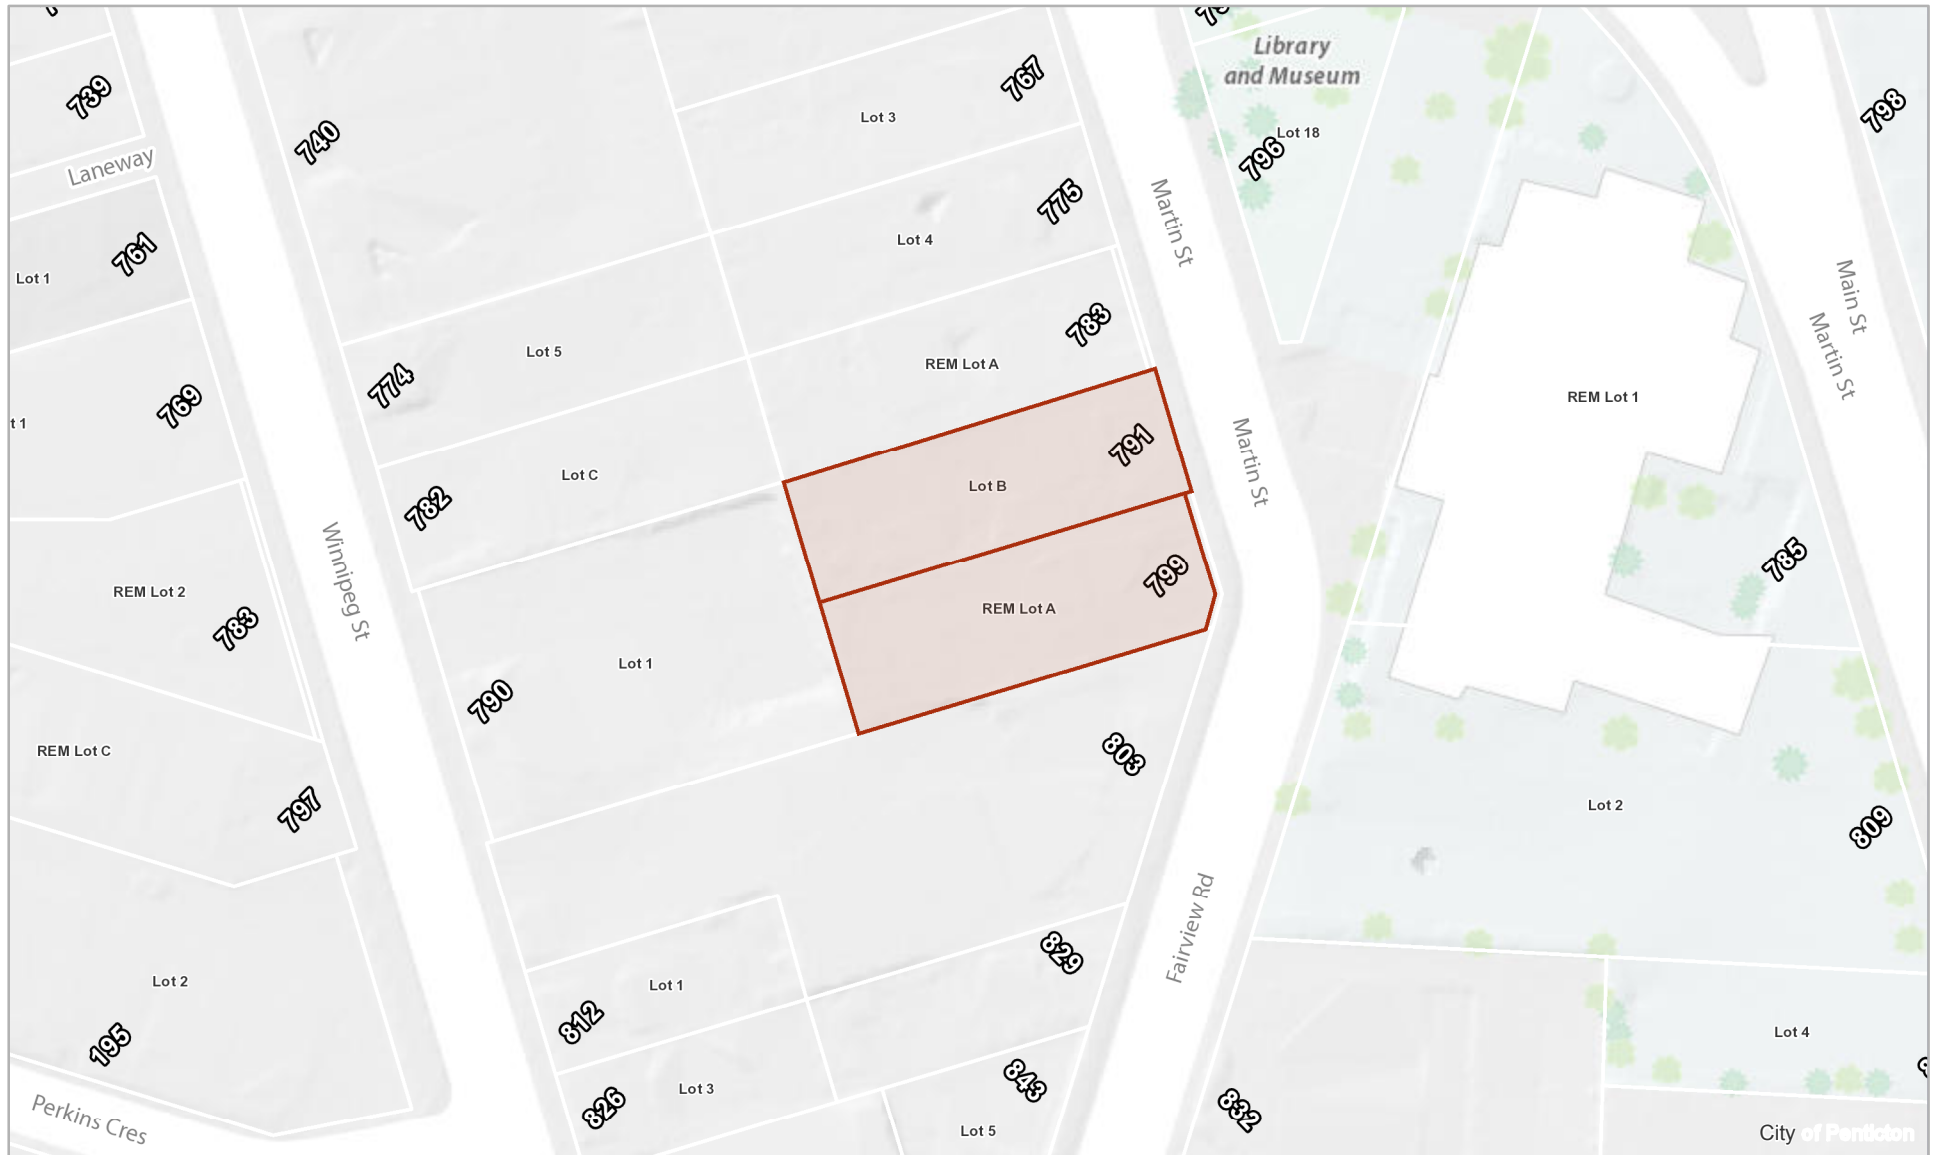 Library
and Museum
739
740
Lot 3
767
Lot 18
796
798
Laneway
775
Martin St
Lot 1
761
Lot 4
Main St
Martin St
774
Lot 5
REM Lot A
783
769
t 1
REM Lot 1
Lot C
782
Lot B
791
Martin St
Winnipeg St
REM Lot 2
783
REM Lot A
799
785
Lot 1
790
REM Lot C
797
803
Lot 2
809
Fairview Rd
829
Lot 2
195
Lot 1
812
Lot 4
Lot 3
826
843
Lot 5
832
Perkins Cres
City of Penticton